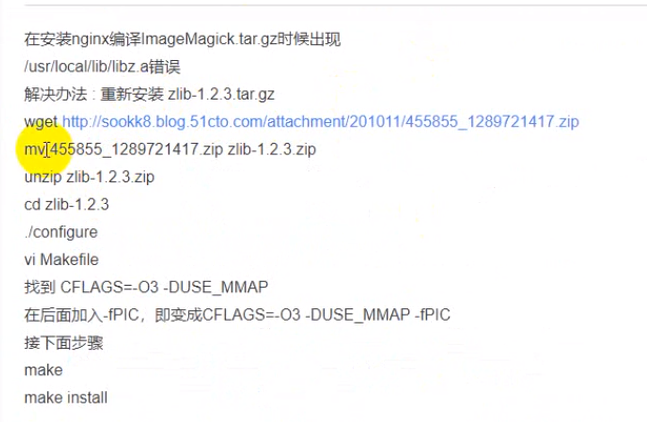 在安装nginx编译ImageMagick.tar.gz时候出现
/usr/local/lib/libz.a错误
解决办法 : 重新安装 zlib-1.2.3.tar.gz
wget http://sookk8.blog.51cto.com/attachment/201011/455855_1289721417.zip
mv 455855_1289721417.zip zlib-1.2.3.zip
unzip zlib-1.2.3.zip
cd zlib-1.2.3
./configure
vi Makefile
找到 CFLAGS=-O3 -DUSE_MMAP
在后面加入-fPIC，即变成CFLAGS=-O3 -DUSE_MMAP -fPIC
接下面步骤
make
make install